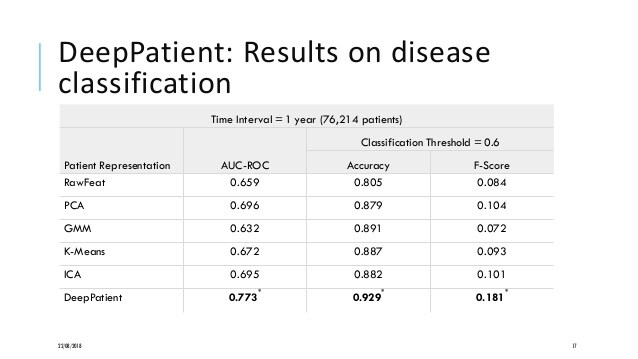 DeepPatient: Results on disease
classification
Time Interval = 1 year (76,214 patients)
Classification Threshold = 0.6
Patient Representation AUC-ROC Accuracy F-Score
RawFeat 0.659 0.805 0.084
PCA 0.696 0.879 0.104
GMM 0.632 0.891 0.072
K-Means 0.672 0.887 0.093
ICA 0.695 0.882 0.101
DeepPatient 0.773* 0.929* 0.181*
22/08/2018 17